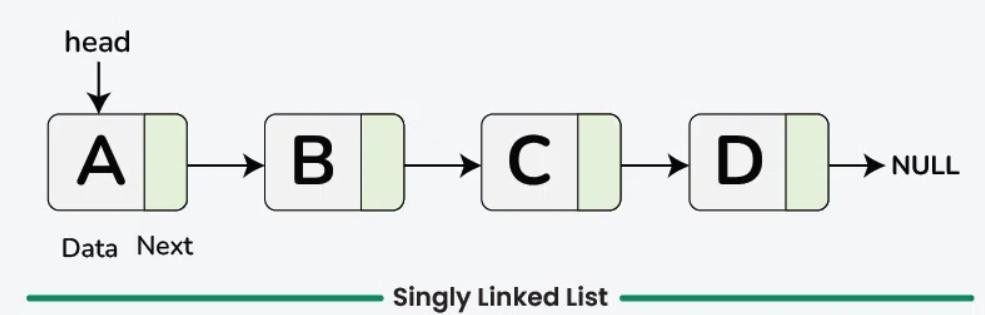 head
A B C D NULL
Data Next
Singly Linked List